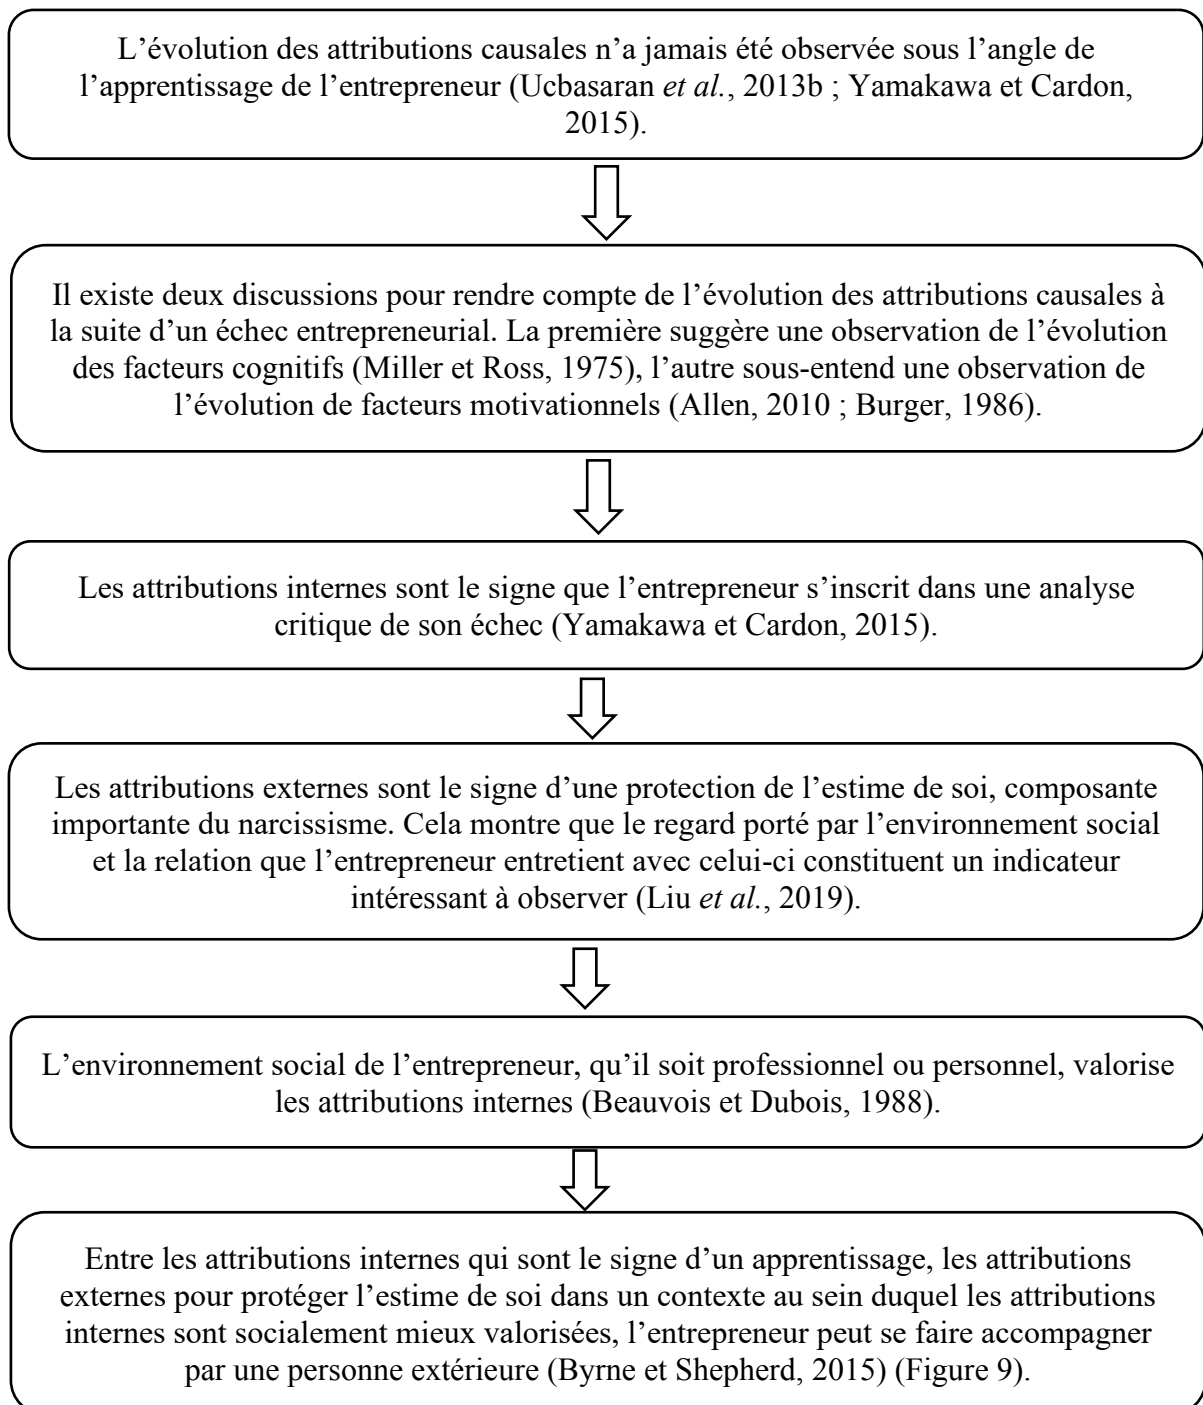 L’évolution des attributions causales n’a jamais été observée sous l’angle de
l’apprentissage de l’entrepreneur (Ucbasaran et al., 2013b ; Yamakawa et Cardon,
2015).
Il existe deux discussions pour rendre compte de l’évolution des attributions causales à
la suite d’un échec entrepreneurial. La première suggère une observation de l’évolution
des facteurs cognitifs (Miller et Ross, 1975), l’autre sous-entend une observation de
l’évolution de facteurs motivationnels (Allen, 2010 ; Burger, 1986).
Les attributions internes sont le signe que l’entrepreneur s’inscrit dans une analyse
critique de son échec (Yamakawa et Cardon, 2015).
Les attributions externes sont le signe d’une protection de l’estime de soi, composante
importante du narcissisme. Cela montre que le regard porté par l’environnement social
et la relation que l’entrepreneur entretient avec celui-ci constituent un indicateur
intéressant à observer (Liu et al., 2019).
L’environnement social de l’entrepreneur, qu’il soit professionnel ou personnel, valorise
les attributions internes (Beauvois et Dubois, 1988).
Entre les attributions internes qui sont le signe d’un apprentissage, les attributions
externes pour protéger l’estime de soi dans un contexte au sein duquel les attributions
internes sont socialement mieux valorisées, l’entrepreneur peut se faire accompagner
par une personne extérieure (Byrne et Shepherd, 2015) (Figure 9).